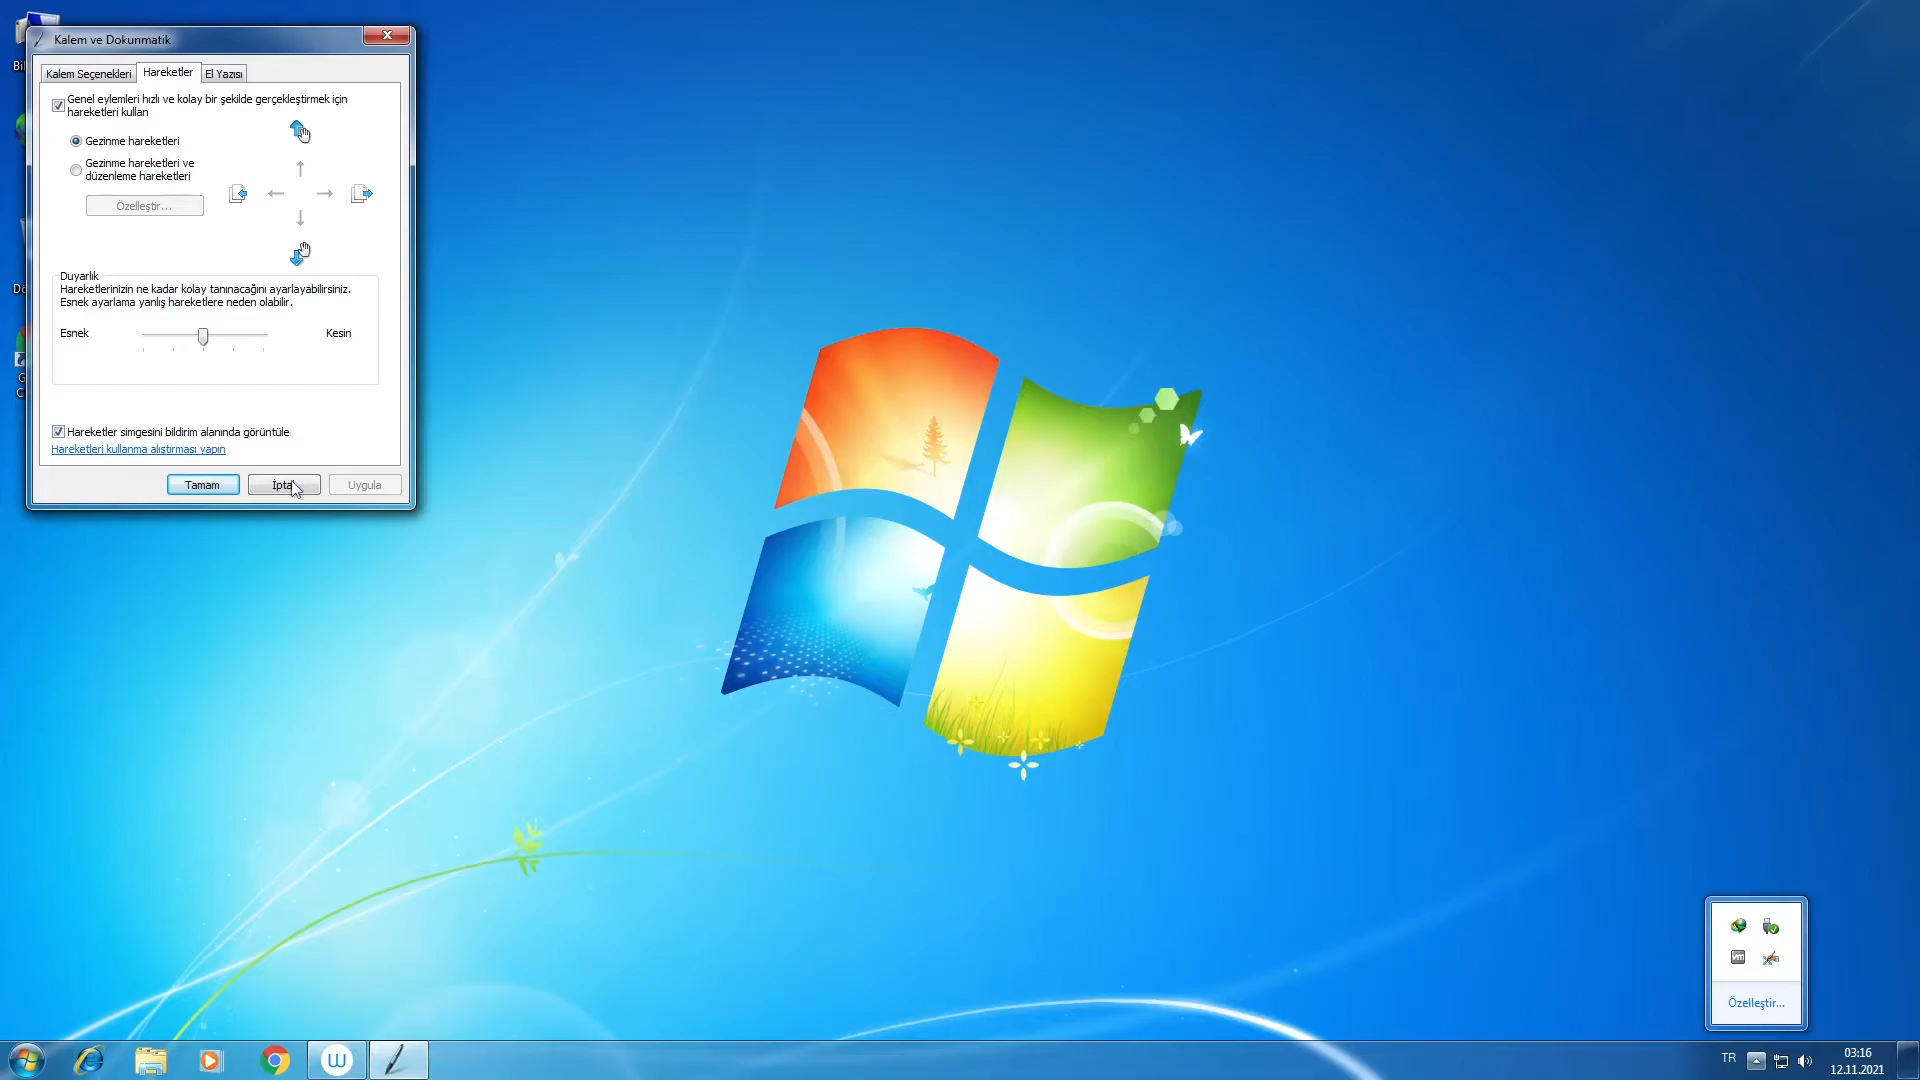 Kalem ve Dokunmatik
Kalem Seçenekleri
Hareketler
El Yazısı
Genel eylemleri hızlı ve kolay bir şekilde gerçekleştirmek için
hareketleri kullan
Gezinme hareketleri
Gezinme hareketleri ve
düzenleme hareketleri
Özelleştir...
Duyarlık
Hareketlerinizin ne kadar kolay tanınacağını ayarlayabilirsiniz.
Esnek ayarlama yanlış hareketlere neden olabilir.
Esnek
Kesin
Hareketler simgesini bildirim alanında görüntüle
Hareketleri kullanma alıştırması yapın
Tamam
Uygula
vm
Özelleştir...
TR
03:16
12.11.2021